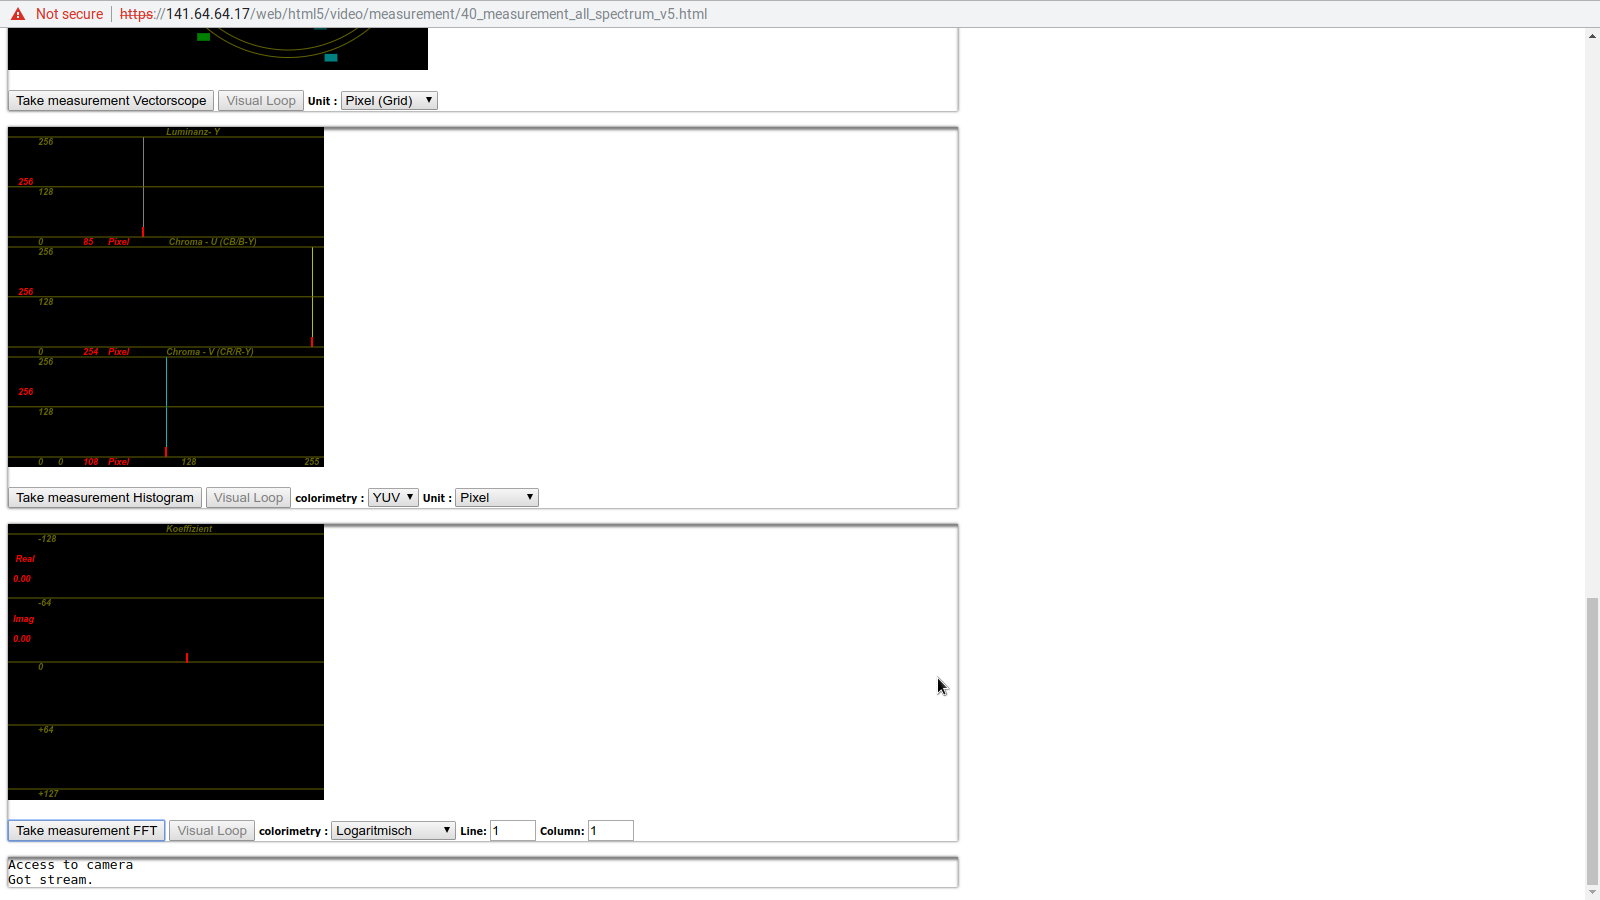 Not secure https://141.64.64.17/web/html5/video/measurement/40_measurement_all_spectrum_v5.html
Take measurement Vectorscope Visual Loop Unit : Pixel (Grid)
Luminanz- Y
256
256
128
0 85 Pixel Chroma - U (CB/B-Y)
256
256
128
0 254 Pixel Chroma - V (CR/R-Y)
256
256
128
0 0 108 Pixel 128 255
Take measurement Histogram Visual Loop colorimetry : YUV Unit : Pixel
Koeffizient
-128
Real
0.00
-64
Imag
0.00
0
+64
+127
Take measurement FFT Visual Loop colorimetry : Logaritmisch Line: 1 Column: 1
Access to camera
Got stream.